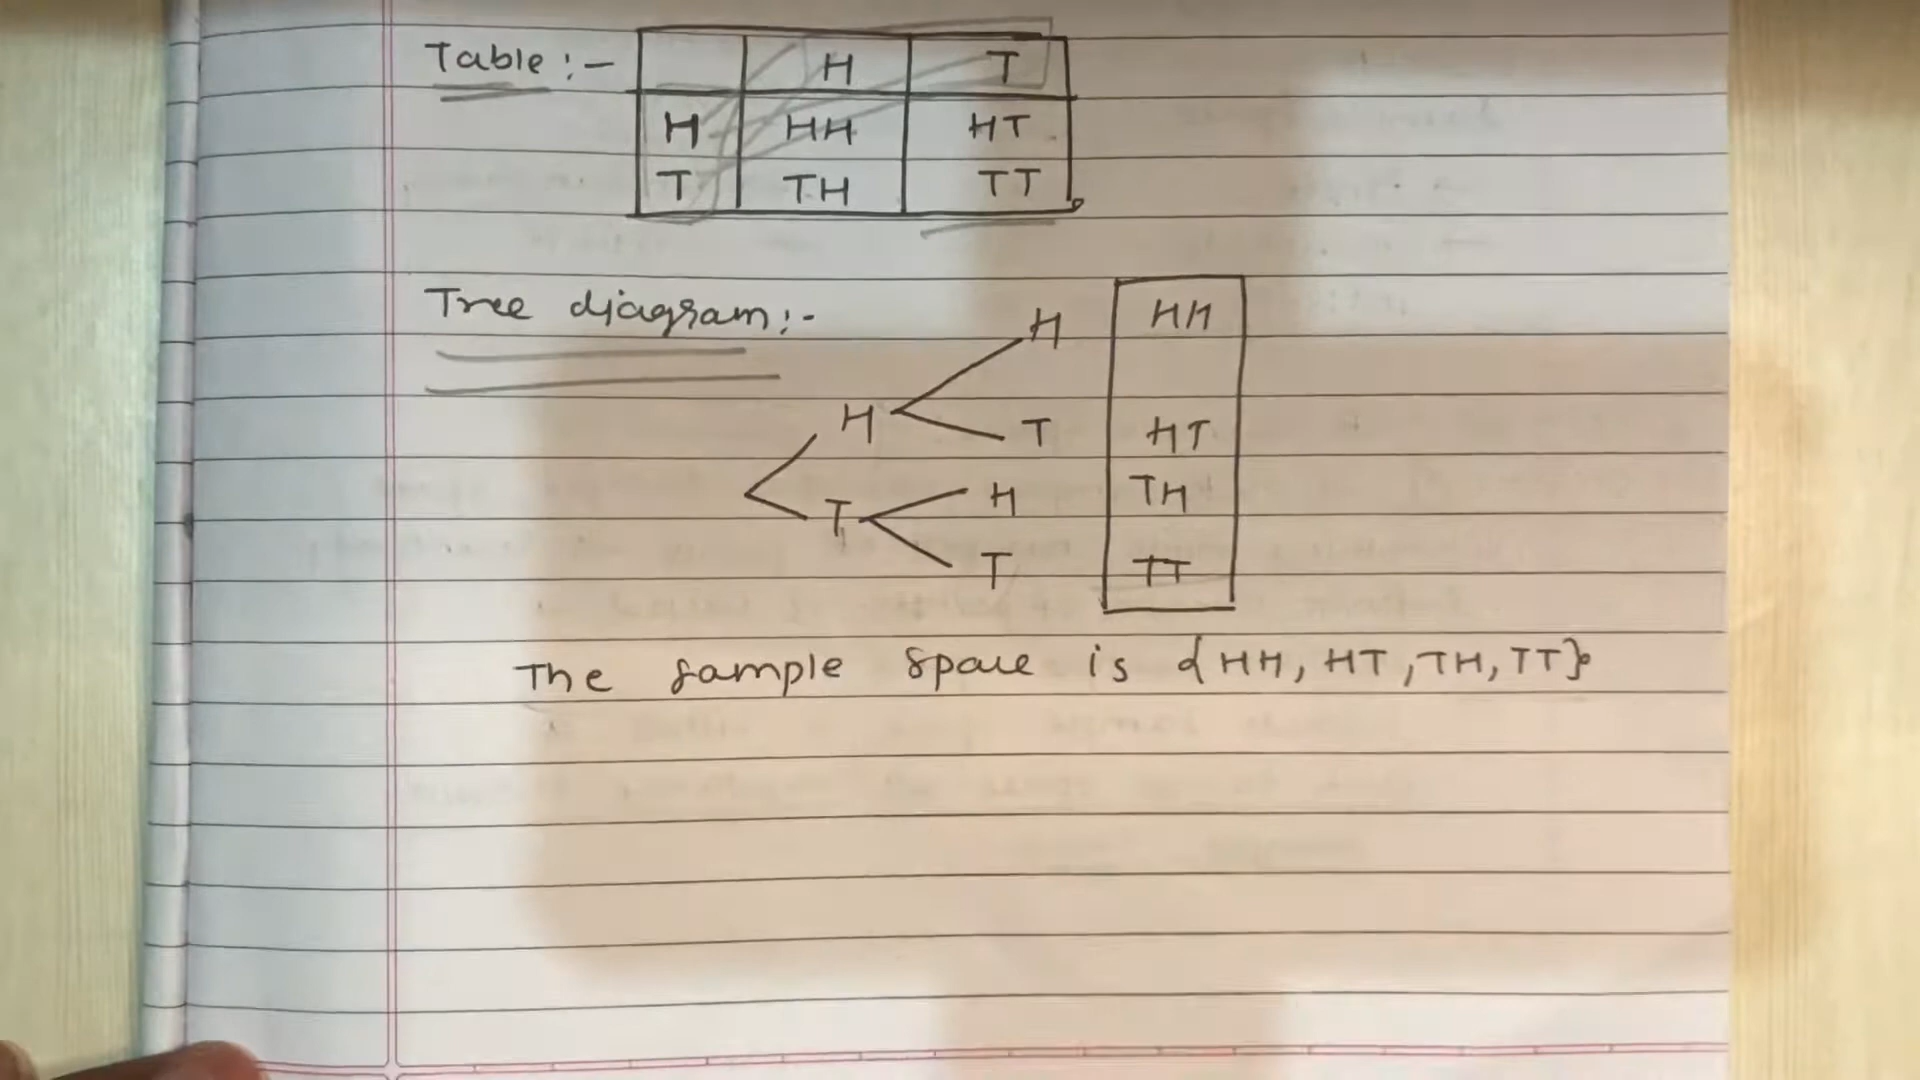 Table :- H T
H HH HT
T TH TT
Tree diagram :-
H HH
H T HT
T H TH
T TT
The sample space is {HH, HT, TH, TT}